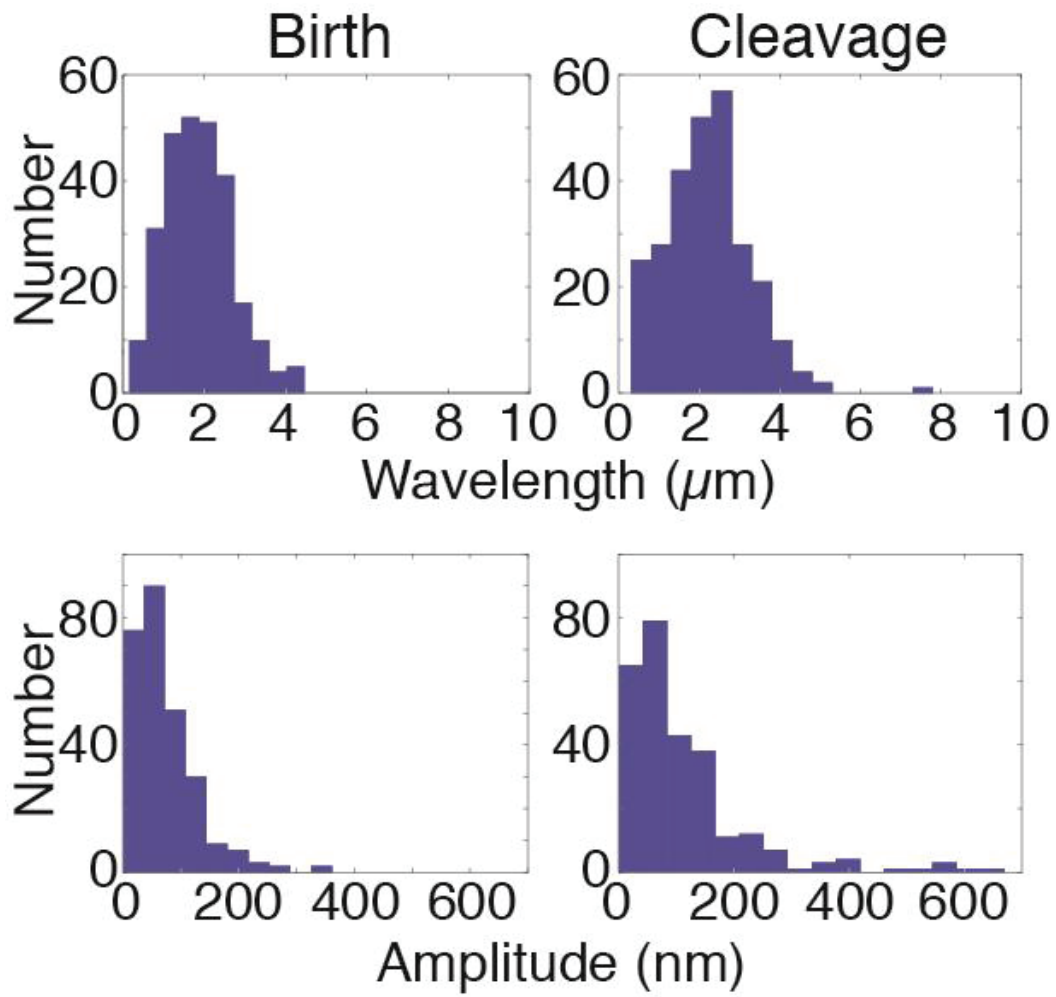 Birth Cleavage
60 60
Number 40 40
20 20
0 0
0 2 4 6 8 10 0 2 4 6 8 10
Wavelength (µm)
Number 80 80
40 40
0 0
0 200 400 600 0 200 400 600
Amplitude (nm)